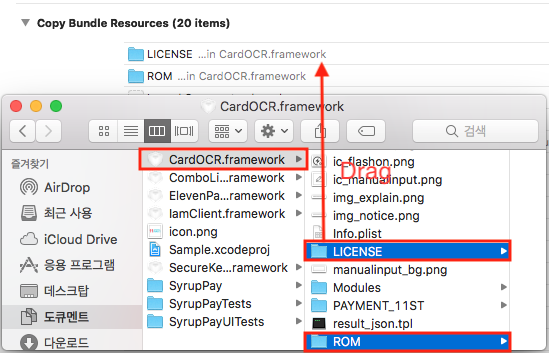 Copy Bundle Resources (20 items)
LICENSE ...in CardOCR.framework
ROM ...in CardOCR.framework
CardOCR.framework
검색
즐겨찾기
AirDrop
최근 사용
iCloud Drive
응용 프로그램
데스크탑
도큐멘트
다운로드
CardOCR.framework
ComboLi...ramework
ElevenPa...ramework
IamClient.framework
icon.png
Sample.xcodeproj
SecureKe...ramework
SyrupPay
SyrupPayTests
SyrupPayUITests
ic_flashon.png
ic_manualinput.png
img_explain.png
img_notice.png
Info.plist
LICENSE
manualinput_bg.png
Modules
PAYMENT_11ST
result_json.tpl
ROM
Drag